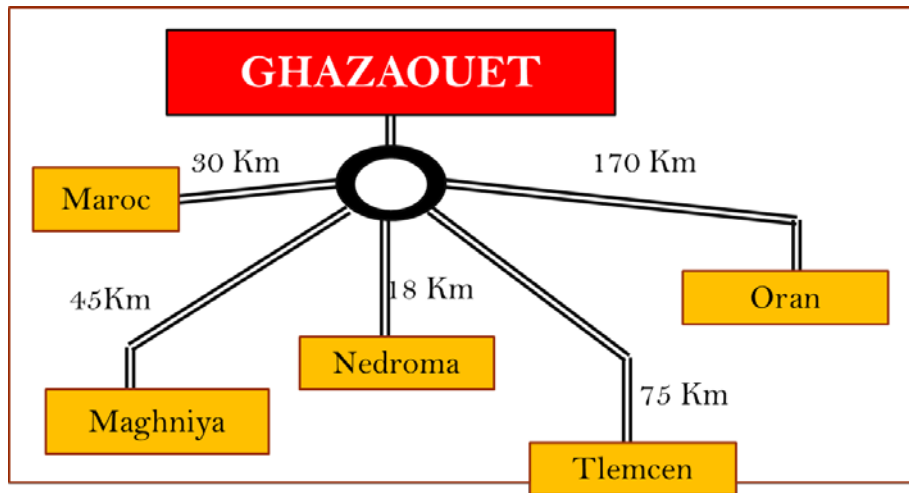 GHAZAOUET
30 Km
170 Km
Maroc
45Km
18 Km
Oran
Nedroma
75 Km
Maghniya
Tlemcen